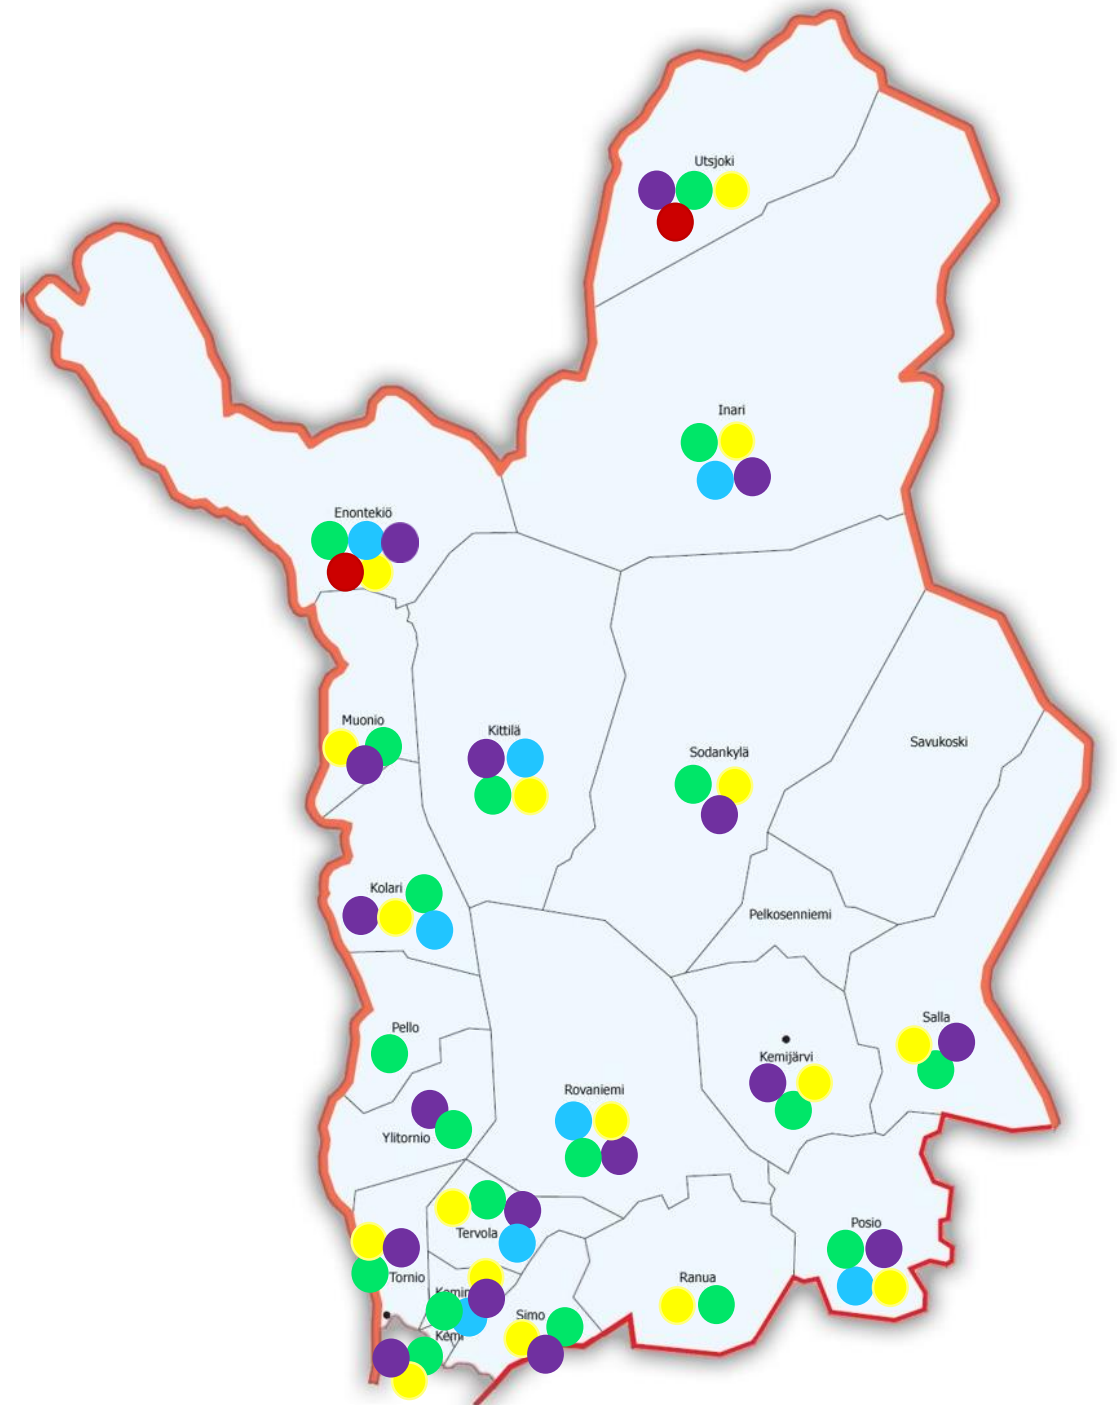 Utsjoki
Inari
Enontekiö
Muonio
Kittilä
Sodankylä
Savukoski
Kolari
Pelkosenniemi
Pello
Salla
Kemijärvi
Rovaniemi
Ylitornio
Posio
Tervola
Tornio
Ranua
Simo
Kemi